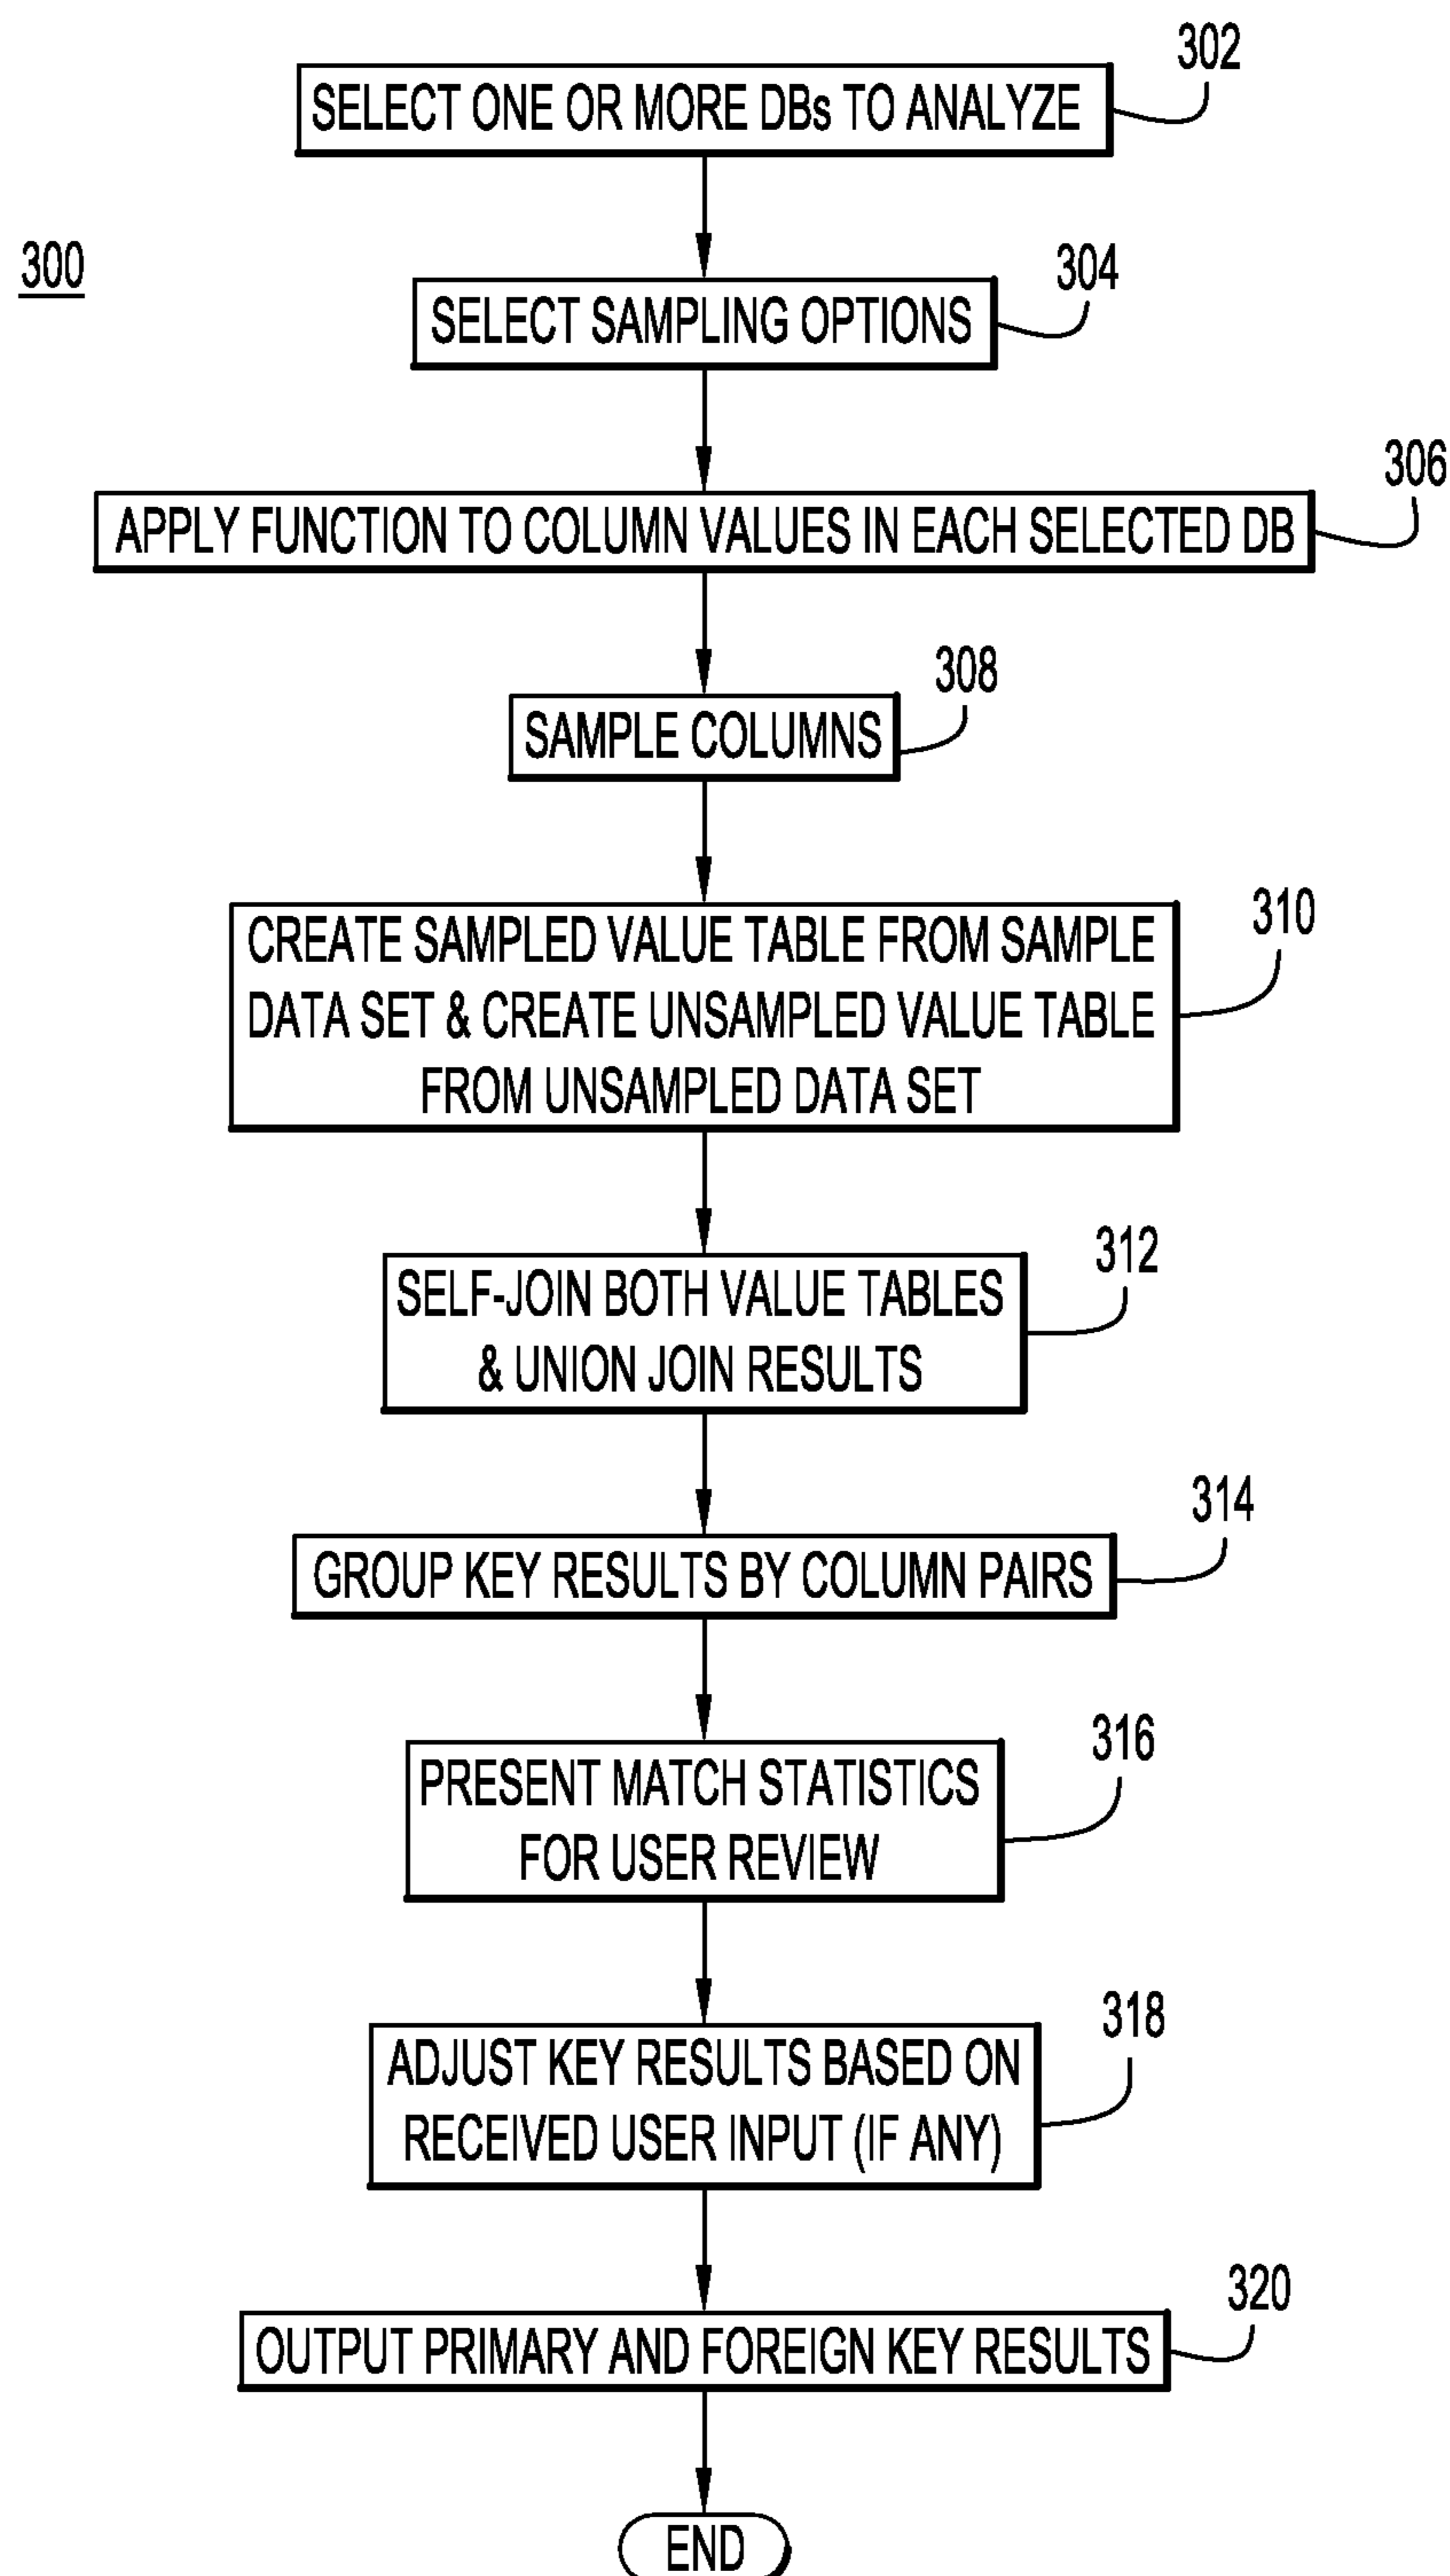 302
SELECT ONE OR MORE DBs TO ANALYZE
300
304
SELECT SAMPLING OPTIONS
306
APPLY FUNCTION TO COLUMN VALUES IN EACH SELECTED DB
308
SAMPLE COLUMNS
310
CREATE SAMPLED VALUE TABLE FROM SAMPLE
DATA SET & CREATE UNSAMPLED VALUE TABLE
FROM UNSAMPLED DATA SET
312
SELF-JOIN BOTH VALUE TABLES
& UNION JOIN RESULTS
314
GROUP KEY RESULTS BY COLUMN PAIRS
316
PRESENT MATCH STATISTICS
FOR USER REVIEW
318
ADJUST KEY RESULTS BASED ON
RECEIVED USER INPUT (IF ANY)
320
OUTPUT PRIMARY AND FOREIGN KEY RESULTS
END